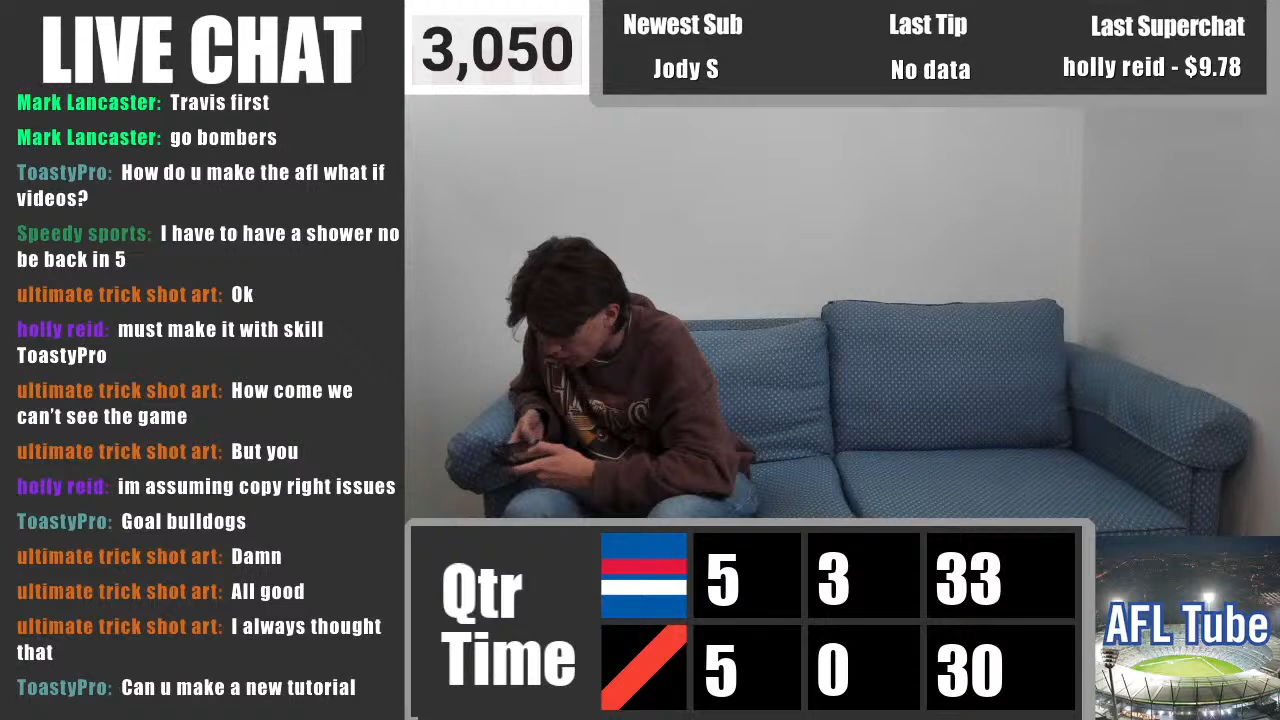 LIVE CHAT
Mark Lancaster: Travis first
Mark Lancaster: go bombers
ToastyPro: How do u make the afl what if
videos?
Speedy sports: I have to have a shower no
be back in 5
ultimate trick shot art: Ok
holly reid: must make it with skill
ToastyPro
ultimate trick shot art: How come we
can't see the game
ultimate trick shot art: But you
holly reid: im assuming copy right issues
ToastyPro: Goal bulldogs
ultimate trick shot art: Damn
ultimate trick shot art: All good
ultimate trick shot art: I always thought
that
ToastyPro: Can u make a new tutorial
3,050
Newest Sub
Jody S
Last Tip
No data
Last Superchat
holly reid - $9.78
Qtr
Time
5 3 33
5 0 30
AFL Tube